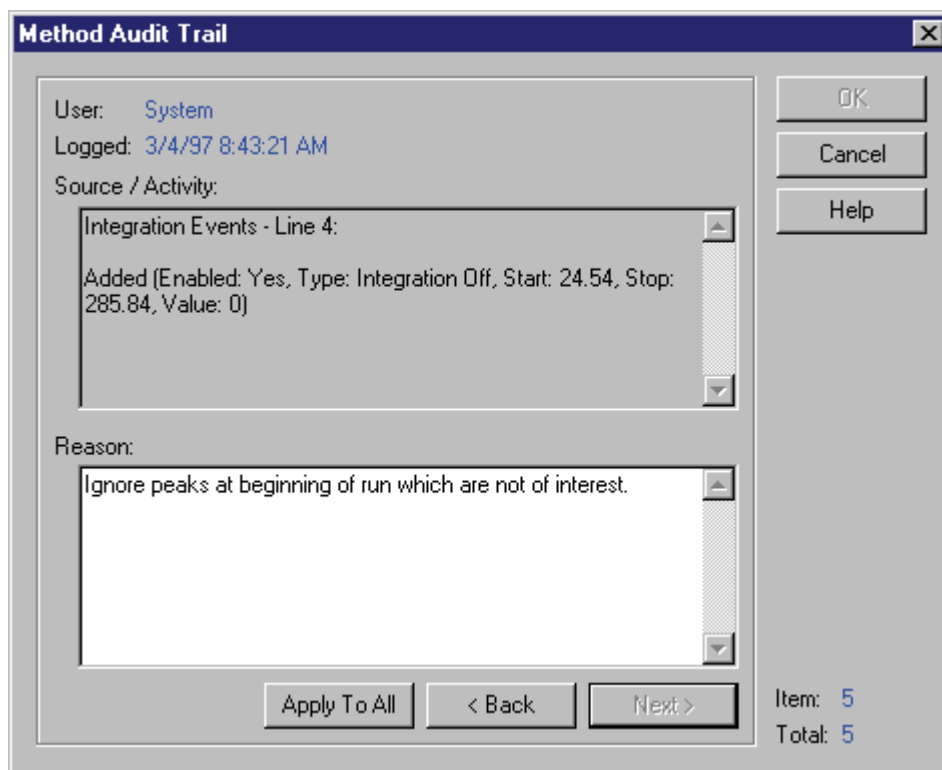 Method Audit Trail
User: System
Logged: 3/4/97 8:43:21 AM
Source / Activity:
Integration Events - Line 4:
Added (Enabled: Yes, Type: Integration Off, Start: 24.54, Stop:
285.84, Value: 0)
Reason:
Ignore peaks at beginning of run which are not of interest.
Apply To All
< Back
Next >
OK
Cancel
Help
Item: 5
Total: 5